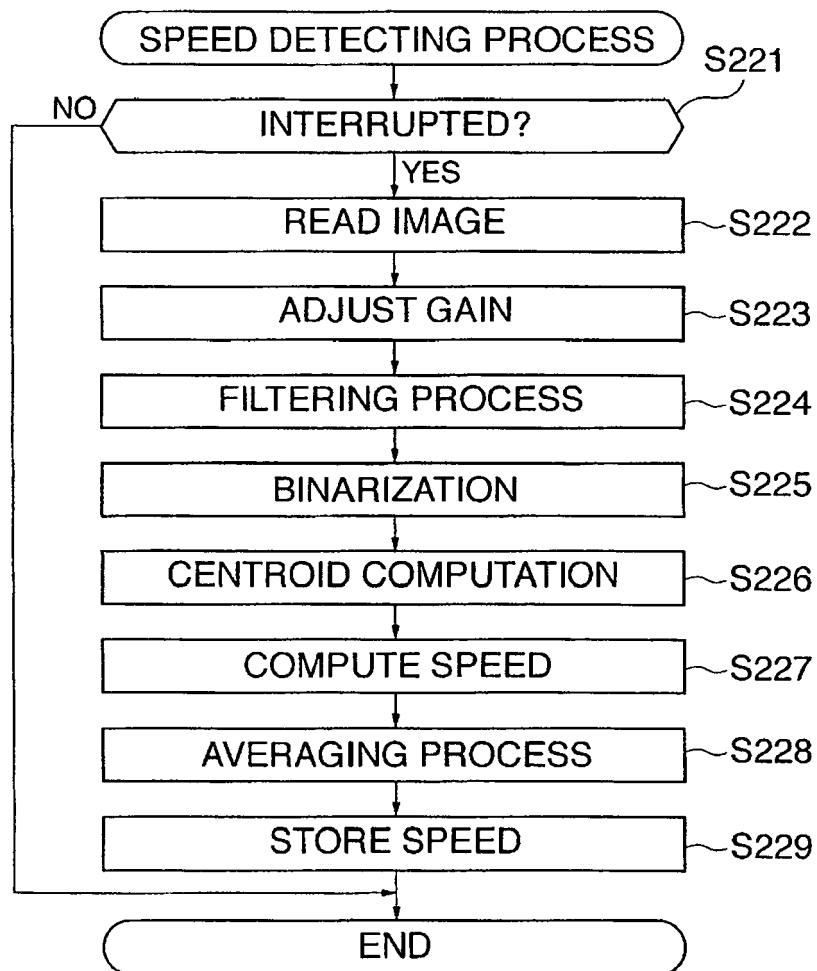 SPEED DETECTING PROCESS
S221
NO
INTERRUPTED?
YES
READ IMAGE
S222
ADJUST GAIN
S223
FILTERING PROCESS
S224
BINARIZATION
S225
CENTROID COMPUTATION
S226
COMPUTE SPEED
S227
AVERAGING PROCESS
S228
STORE SPEED
S229
END